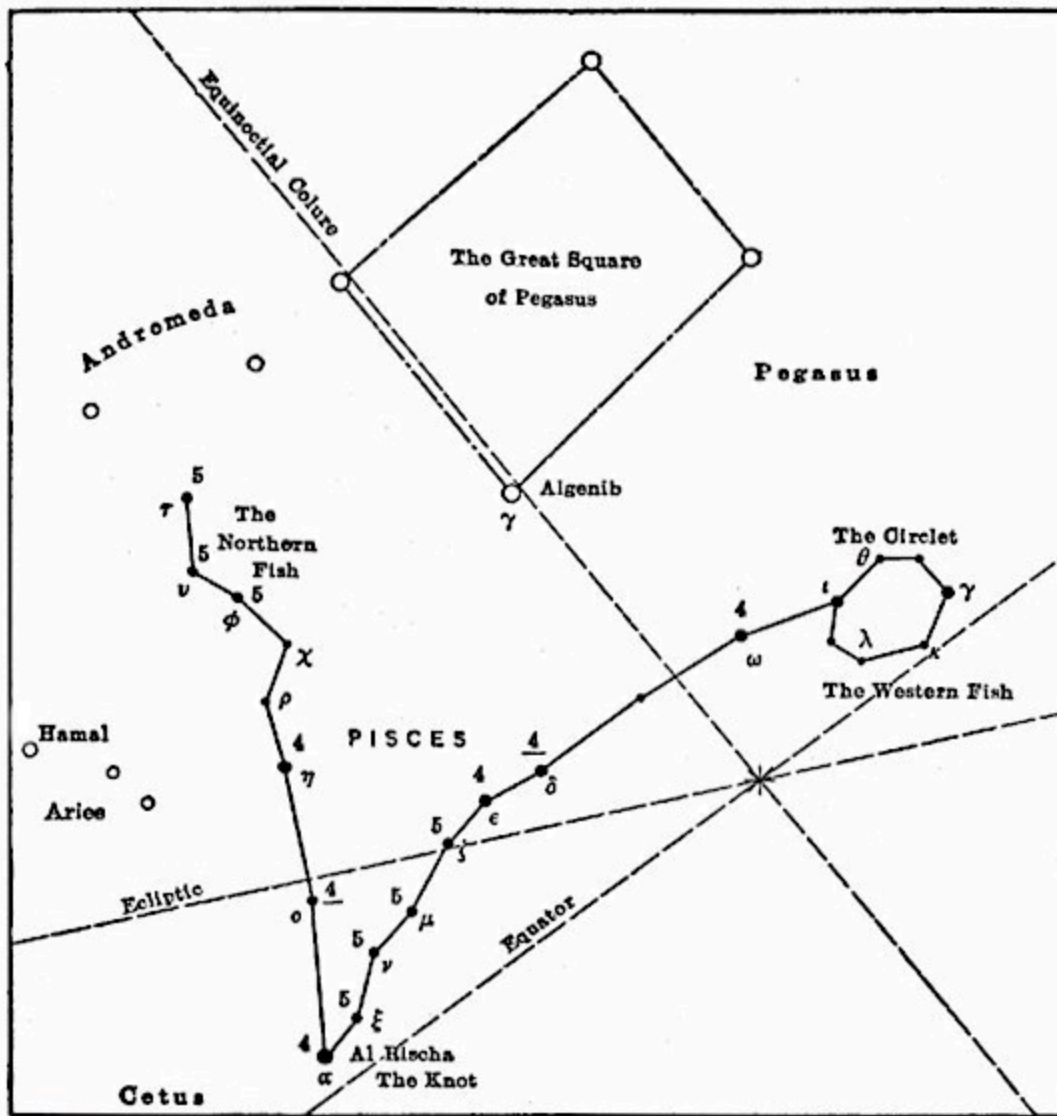 Equinoctial Colure
The Great Square
of Pegasus
Andromeda
Pegasus
Algenib
γ
5
τ
The
Northern
Fish
5
υ
5
φ
χ
ρ
The Circlet
θ
ι
γ
λ
κ
The Western Fish
4
ω
Hamal
Aries
PISCES
4
η
4
δ
4
ϵ
5
ζ
Ecliptic
4
ο
5
μ
Equator
5
ν
5
ξ
4
α
Al Rischa
The Knot
Cetus